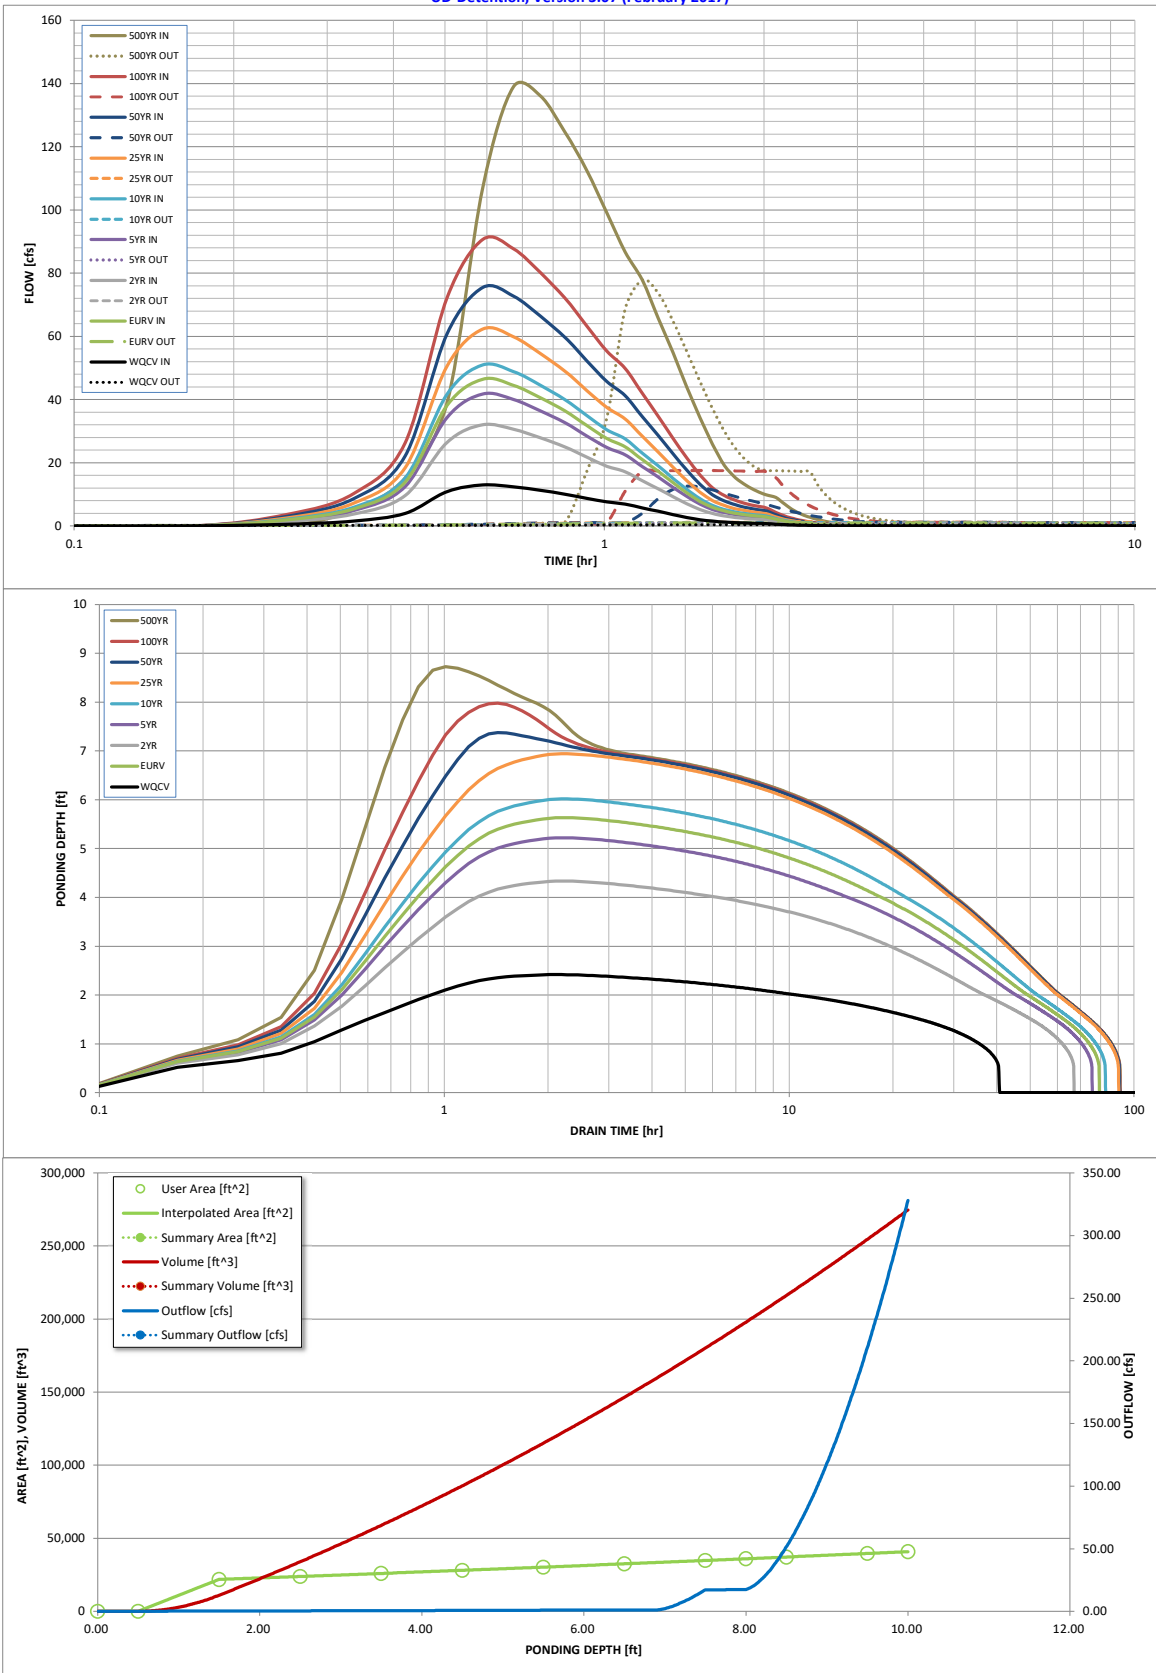 UD-Detention, Version 3.07 (February 2017)
160
140
120
100
80
60
40
20
0
FLOW [cfs]
500YR IN
500YR OUT
100YR IN
100YR OUT
50YR IN
50YR OUT
25YR IN
25YR OUT
10YR IN
10YR OUT
5YR IN
5YR OUT
2YR IN
2YR OUT
EURV IN
EURV OUT
WQCV IN
WQCV OUT
0.1
1
10
TIME [hr]
10
9
8
7
6
5
4
3
2
1
0
PONDING DEPTH [ft]
500YR
100YR
50YR
25YR
10YR
5YR
2YR
EURV
WQCV
0.1
1
10
100
DRAIN TIME [hr]
300,000
250,000
200,000
150,000
100,000
50,000
0
AREA [ft^2], VOLUME [ft^3]
User Area [ft^2]
Interpolated Area [ft^2]
Summary Area [ft^2]
Volume [ft^3]
Summary Volume [ft^3]
Outflow [cfs]
Summary Outflow [cfs]
350.00
300.00
250.00
200.00
150.00
100.00
50.00
0.00
OUTFLOW [cfs]
0.00
2.00
4.00
6.00
8.00
10.00
12.00
PONDING DEPTH [ft]